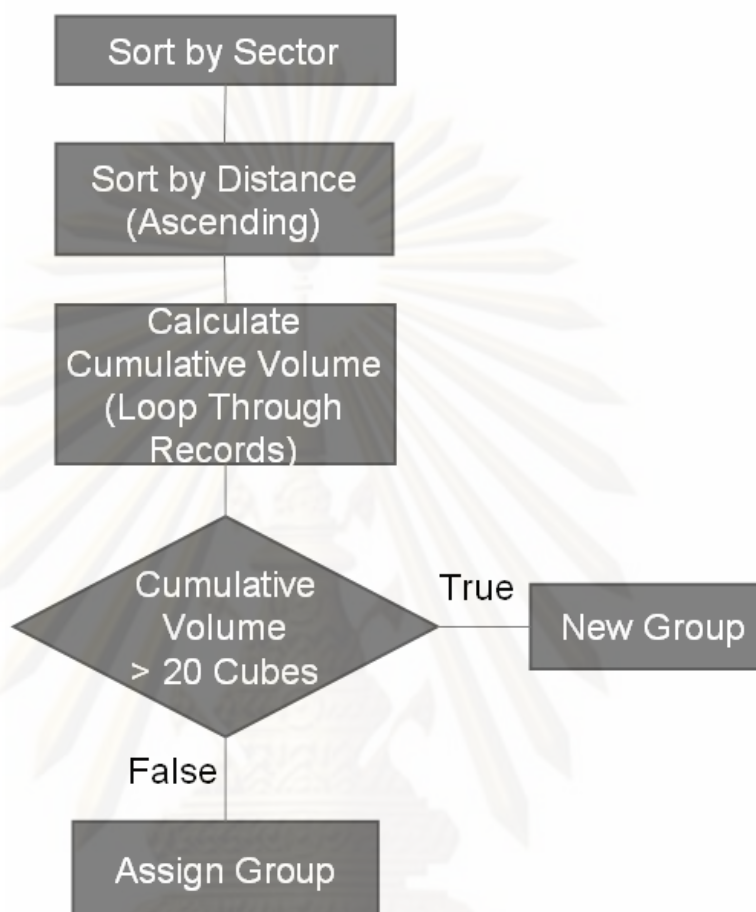 Sort by Sector
Sort by Distance
(Ascending)
Calculate
Cumulative Volume
(Loop Through
Records)
Cumulative
Volume
> 20 Cubes
True
New Group
False
Assign Group